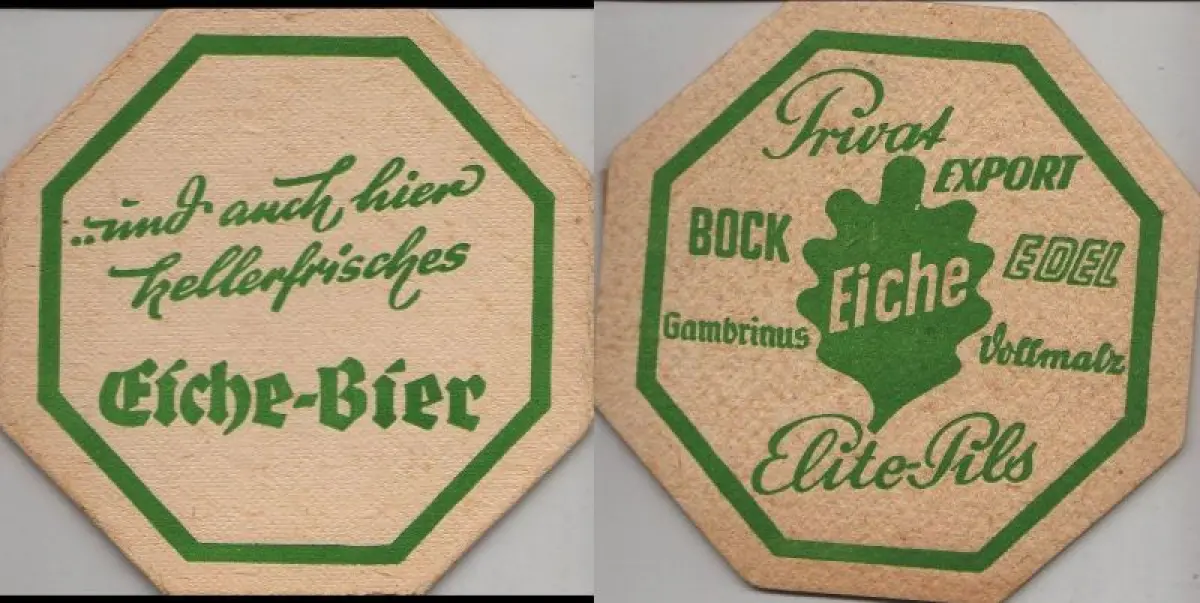 ..und auch hier
kellerfrisches
Eiche-Bier
Privat
EXPORT
BOCK
EDEL
Eiche
Gambrinus
Vollmalz
Elite-Pils